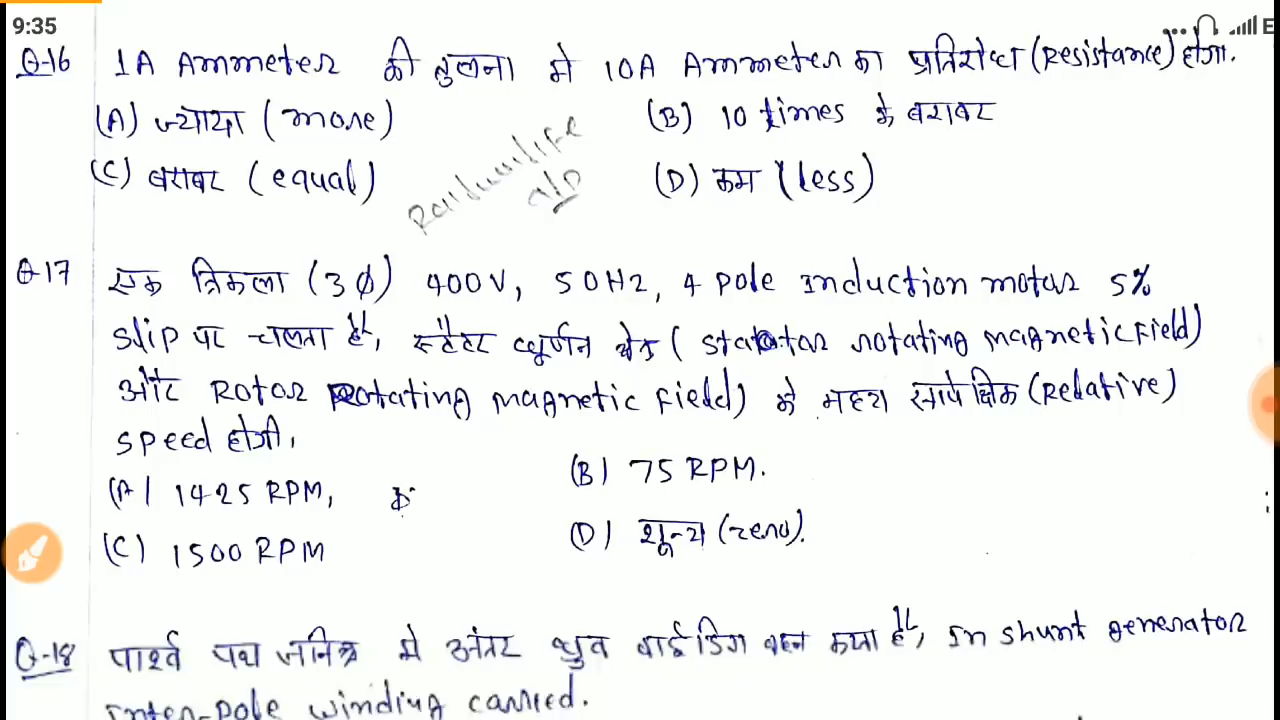 9:35
... E
Q-16 1A Ammeter की तुलना मे 10A Ammeter का प्रतिरोध (Resistance) होगा.
(A) ज्यादा (more) (B) 10 times के बराबर
(C) बराबर (equal) (D) कम (less)
Q-17 एक त्रिकला (3Φ) 400V, 50Hz, 4 pole induction motor 5%
slip पर चलता है, स्टेटर घूर्णन क्षेत्र (stator rotating magnetic field)
और Rotor Rotating magnetic field) के मध्य सापेक्षिक (Relative)
speed होगी,
(A) 1425 RPM, (B) 75 RPM.
(C) 1500 RPM (D) शून्य (zero).
Q-18 पार्श्व पथ जनित्र मे अंतर ध्रुव वाईंडिंग वहन करता है, In shunt generator
inter-pole winding carried.